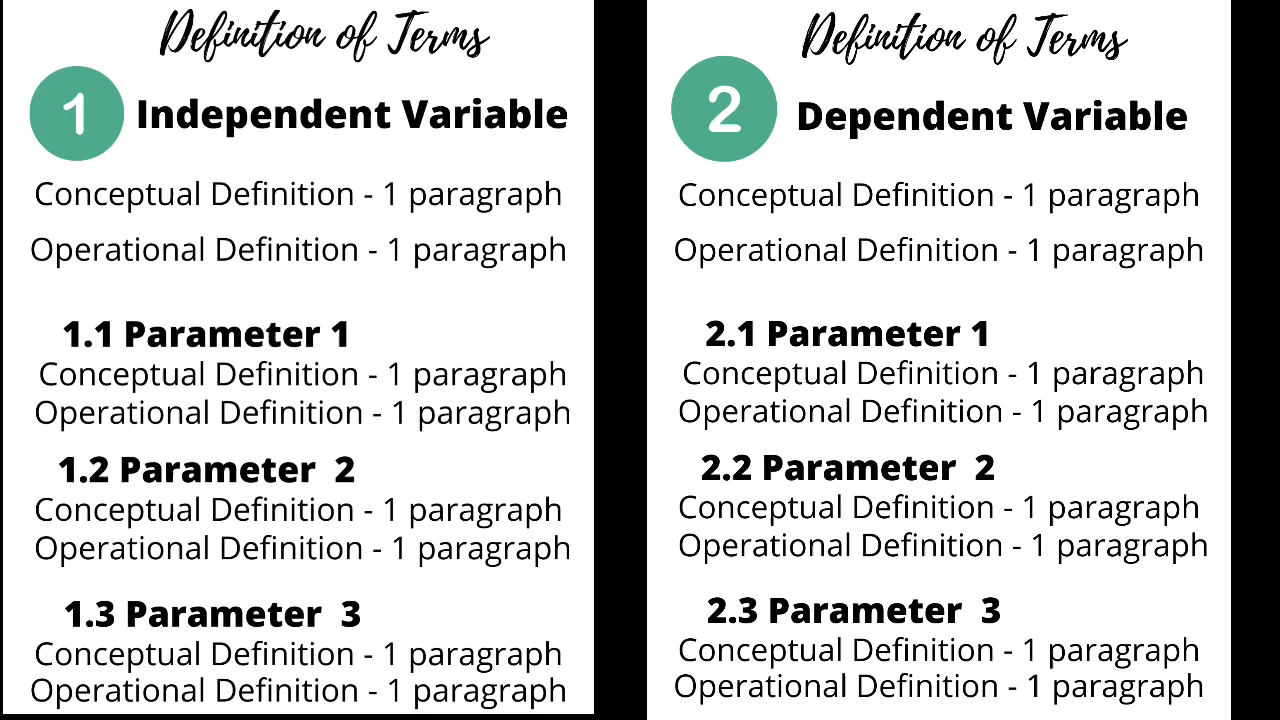 Definition of Terms
1 Independent Variable
Conceptual Definition - 1 paragraph
Operational Definition - 1 paragraph
1.1 Parameter 1
Conceptual Definition - 1 paragraph
Operational Definition - 1 paragraph
1.2 Parameter 2
Conceptual Definition - 1 paragraph
Operational Definition - 1 paragraph
1.3 Parameter 3
Conceptual Definition - 1 paragraph
Operational Definition - 1 paragraph
Definition of Terms
2 Dependent Variable
Conceptual Definition - 1 paragraph
Operational Definition - 1 paragraph
2.1 Parameter 1
Conceptual Definition - 1 paragraph
Operational Definition - 1 paragraph
2.2 Parameter 2
Conceptual Definition - 1 paragraph
Operational Definition - 1 paragraph
2.3 Parameter 3
Conceptual Definition - 1 paragraph
Operational Definition - 1 paragraph